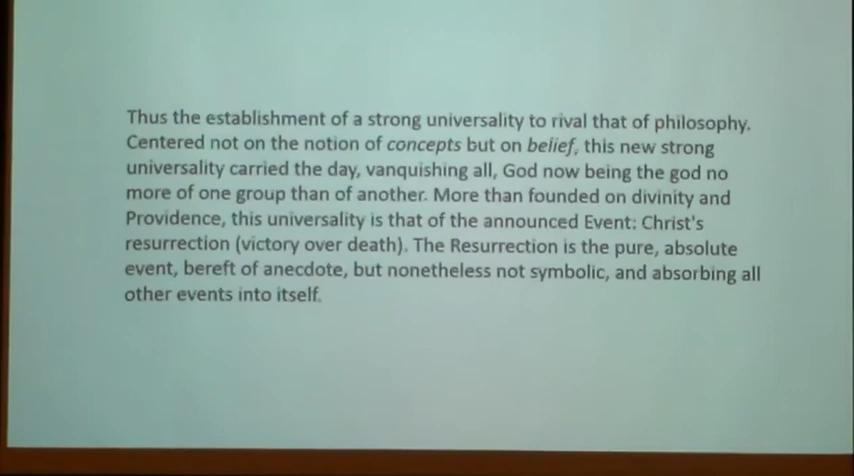 Thus the establishment of a strong universality to rival that of philosophy.
Centered not on the notion of concepts but on belief, this new strong
universality carried the day, vanquishing all, God now being the god no
more of one group than of another. More than founded on divinity and
Providence, this universality is that of the announced Event: Christ's
resurrection (victory over death). The Resurrection is the pure, absolute
event, bereft of anecdote, but nonetheless not symbolic, and absorbing all
other events into itself.